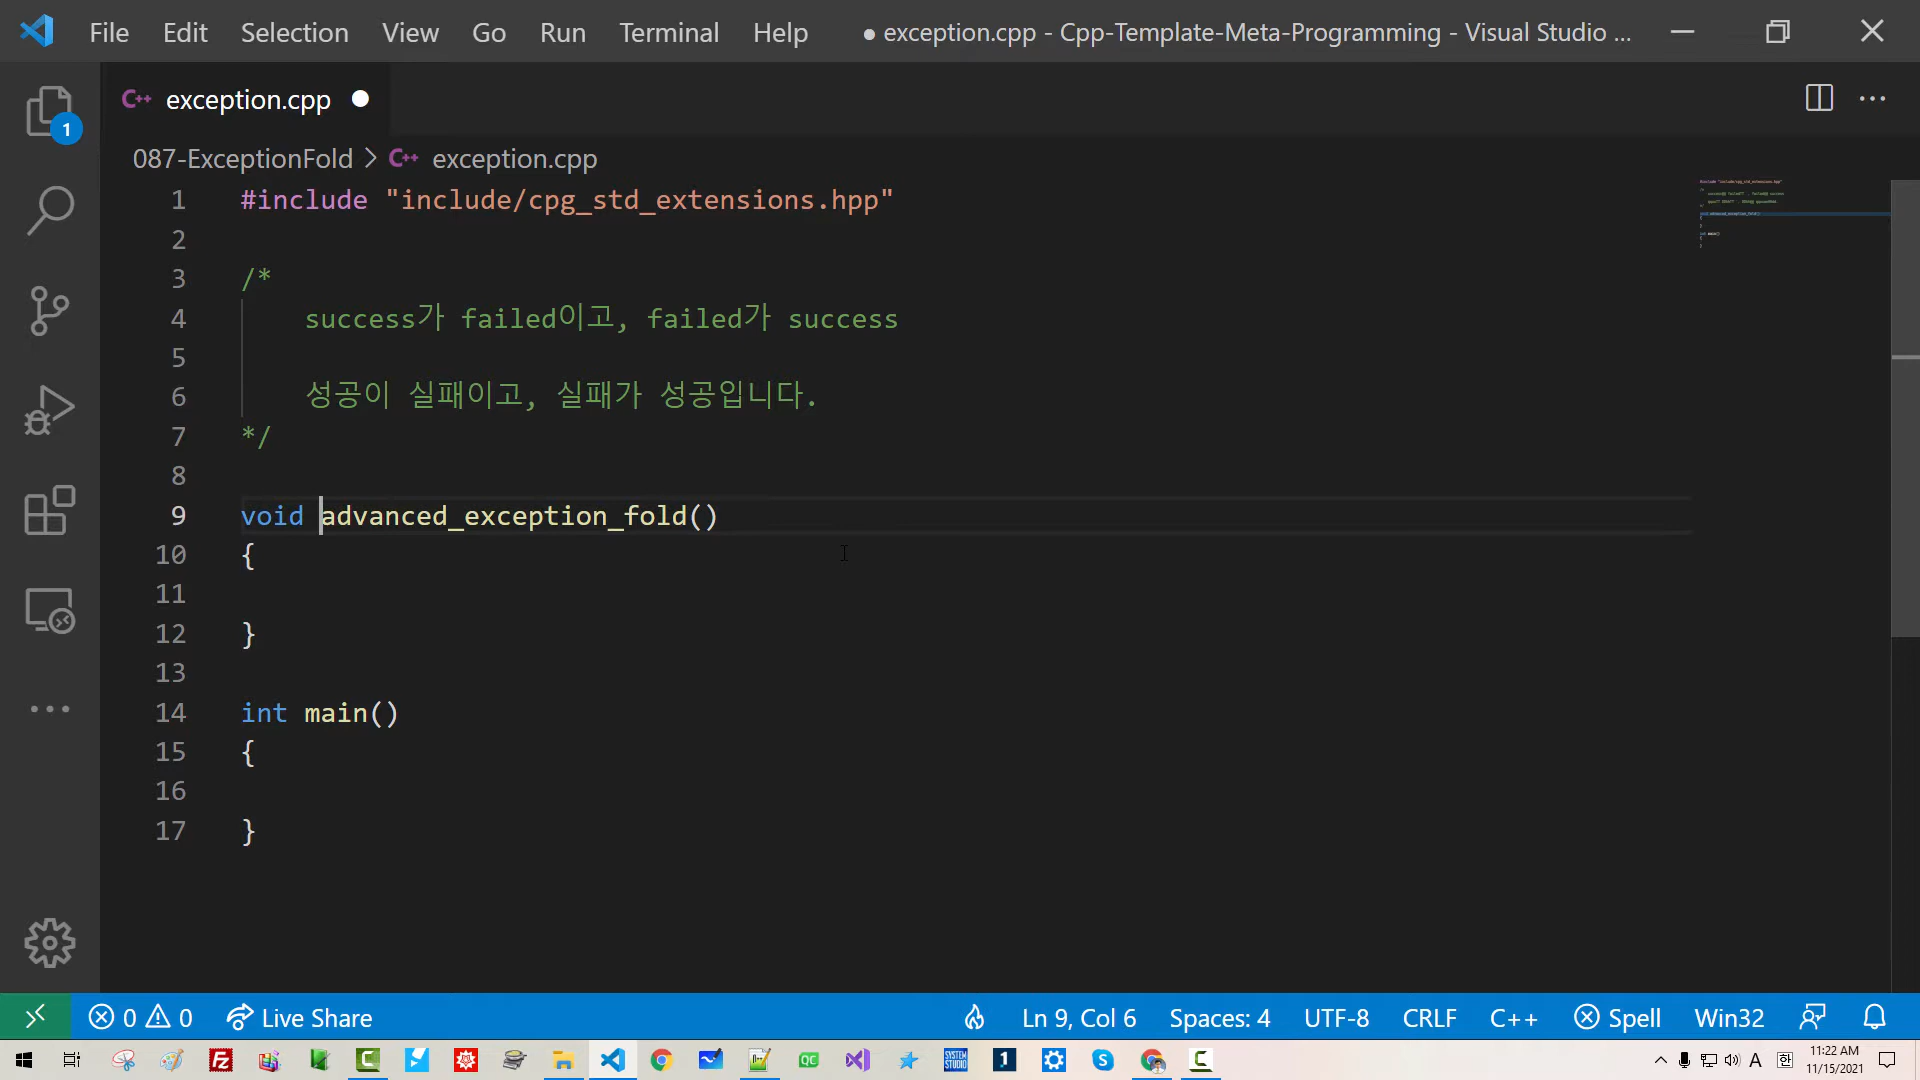 File Edit Selection View Go Run Terminal Help ● exception.cpp - Cpp-Template-Meta-Programming - Visual Studio ...
C++ exception.cpp ●
1
087-ExceptionFold > C++ exception.cpp
1 #include "include/cpg_std_extensions.hpp"
2
3 /*
4 success가 failed이고, failed가 success
5
6 성공이 실패이고, 실패가 성공입니다.
7 */
8
9 void advanced_exception_fold()
10 {
11
12 }
13
14 int main()
15 {
16
17 }
0 0 Live Share Ln 9, Col 6 Spaces: 4 UTF-8 CRLF C++ Spell Win32
A 한 11:22 AM
11/15/2021